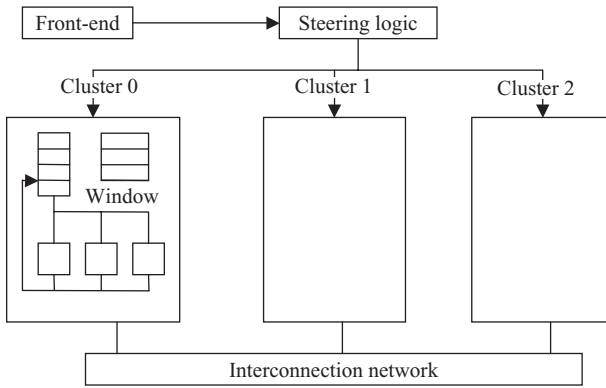 Front-end
Steering logic
Cluster 0
Cluster 1
Cluster 2
Window
Interconnection network